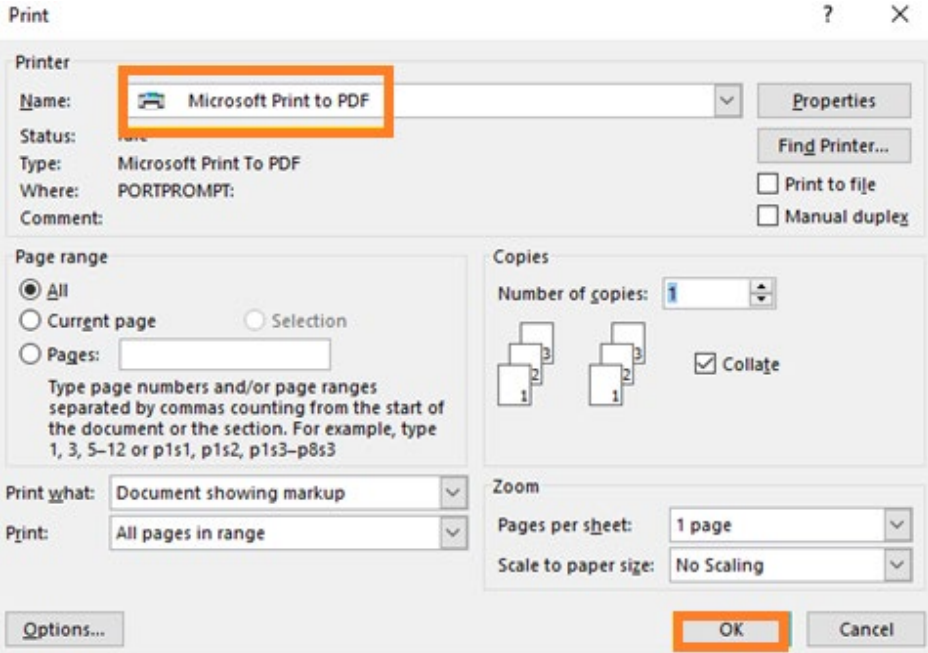 Print ?
Printer
Name: Microsoft Print to PDF Properties
Status:
Find Printer...
Type: Microsoft Print To PDF
Where: PORTPROMPT: Print to file
Comment: Manual duplex
Page range
All
Current page Selection
Pages:
Type page numbers and/or page ranges
separated by commas counting from the start of
the document or the section. For example, type
1, 3, 5–12 or p1s1, p1s2, p1s3–p8s3
Copies
Number of copies: 1
3 3
2 2
1 1
Collate
Print what: Document showing markup
Print: All pages in range
Zoom
Pages per sheet: 1 page
Scale to paper size: No Scaling
Options... OK Cancel